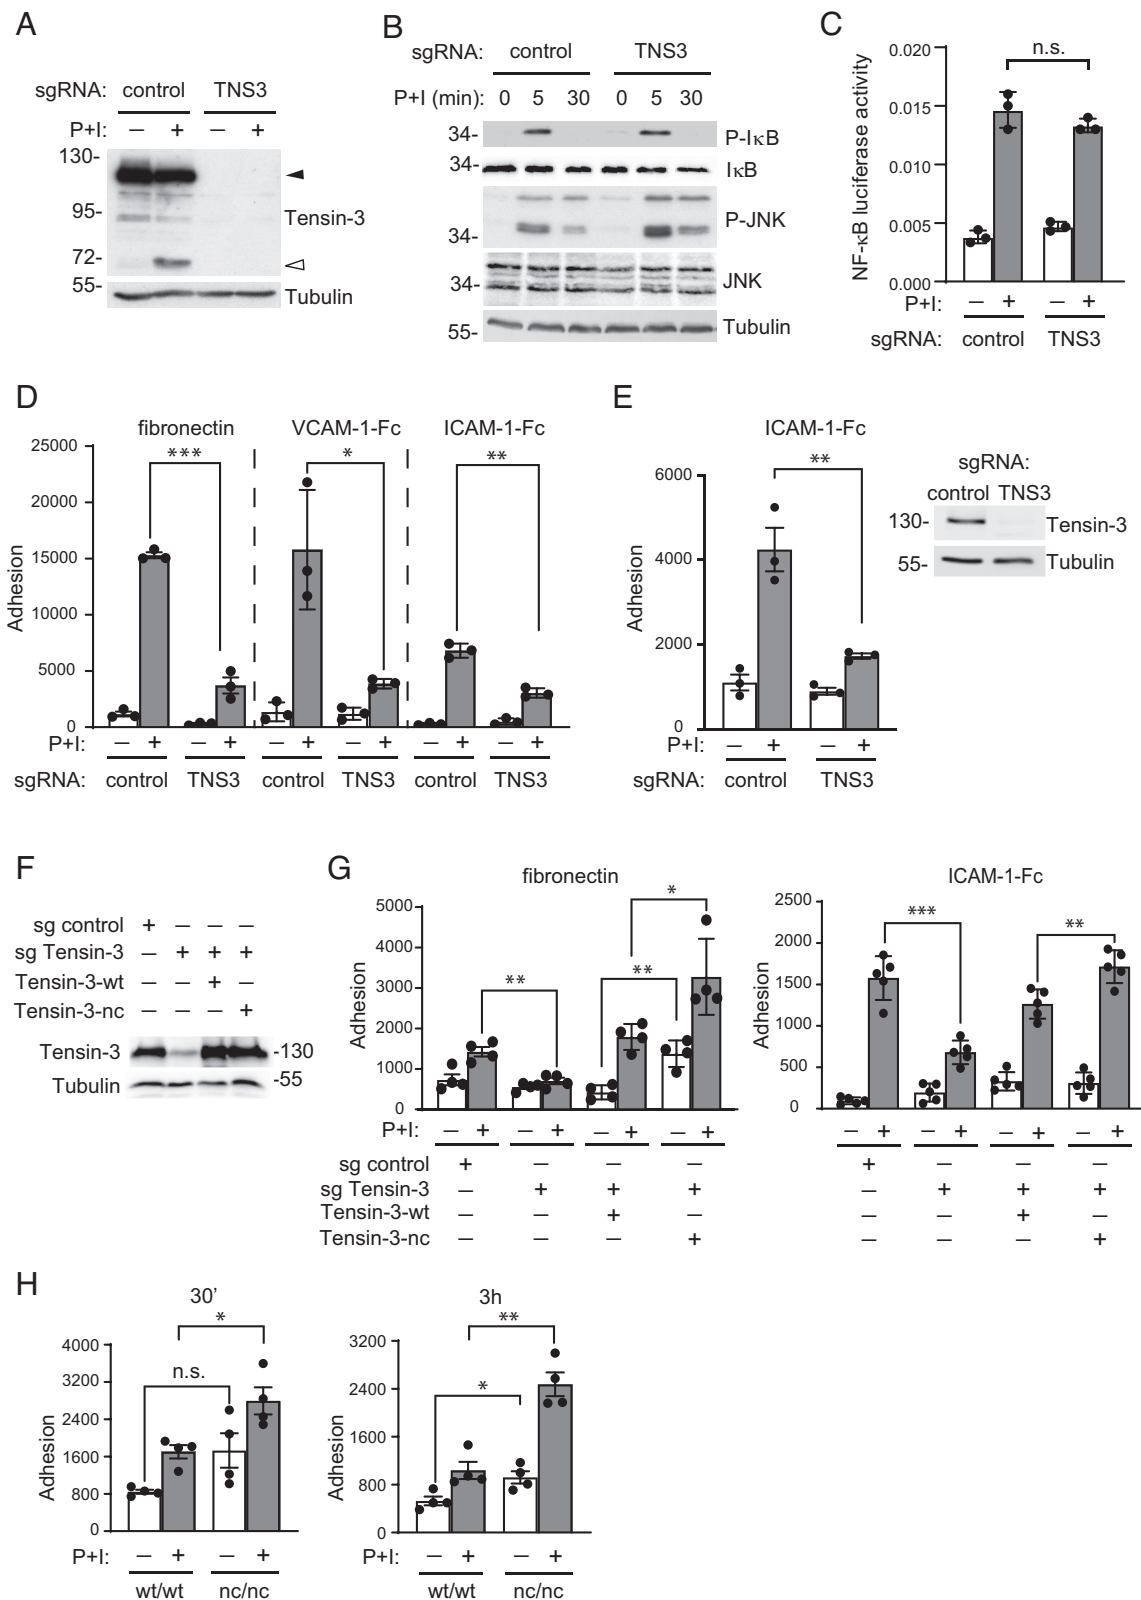 A
sgRNA: control TNS3
P+I: – + – +
130-
95-
72-
55-
Tensin-3
Tubulin
B
sgRNA: control TNS3
P+I (min): 0 5 30 0 5 30
34- P-IκB
34- IκB
34- P-JNK
34- JNK
55- Tubulin
C
NF-κB luciferase activity
0.020
0.015
0.010
0.005
0.000
n.s.
P+I: – + – +
sgRNA: control TNS3
D
fibronectin VCAM-1-Fc ICAM-1-Fc
*** * **
Adhesion
25000
20000
15000
10000
5000
0
P+I: – + – + – + – + – + – +
sgRNA: control TNS3 control TNS3 control TNS3
E
ICAM-1-Fc
**
Adhesion
6000
4000
2000
0
P+I: – + – +
sgRNA: control TNS3
sgRNA:
control TNS3
130- Tensin-3
55- Tubulin
F
sg control + – – –
sg Tensin-3 – + + +
Tensin-3-wt – – + –
Tensin-3-nc – – – +
Tensin-3 -130
Tubulin -55
G
fibronectin
** ** *
Adhesion
5000
4000
3000
2000
1000
0
P+I: – + – + – + – +
sg control + – – –
sg Tensin-3 – + + +
Tensin-3-wt – – + –
Tensin-3-nc – – – +
ICAM-1-Fc
*** **
Adhesion
2500
2000
1500
1000
500
0
– + – + – + – +
+ – – –
– + + +
– – + –
– – – +
H
30'
n.s. *
Adhesion
4000
3200
2400
1600
800
0
P+I: – + – +
wt/wt nc/nc
3h
* **
Adhesion
3200
2400
1600
800
0
P+I: – + – +
wt/wt nc/nc